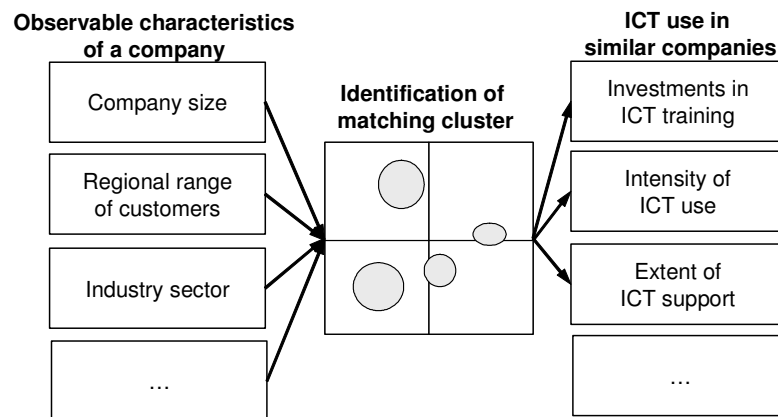 Observable characteristics
of a company
Company size
Regional range
of customers
Industry sector
…
Identification of
matching cluster
ICT use in
similar companies
Investments in
ICT training
Intensity of
ICT use
Extent of
ICT support
…